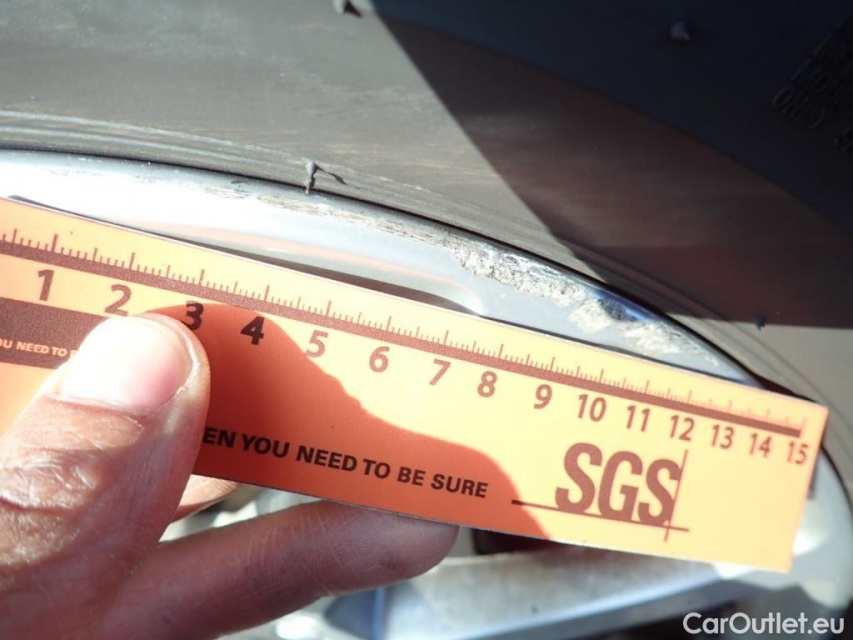 1 2 3 4 5 6 7 8 9 10 11 12 13 14 15
OU NEED TO
EN YOU NEED TO BE SURE
SGS
CarOutlet.eu